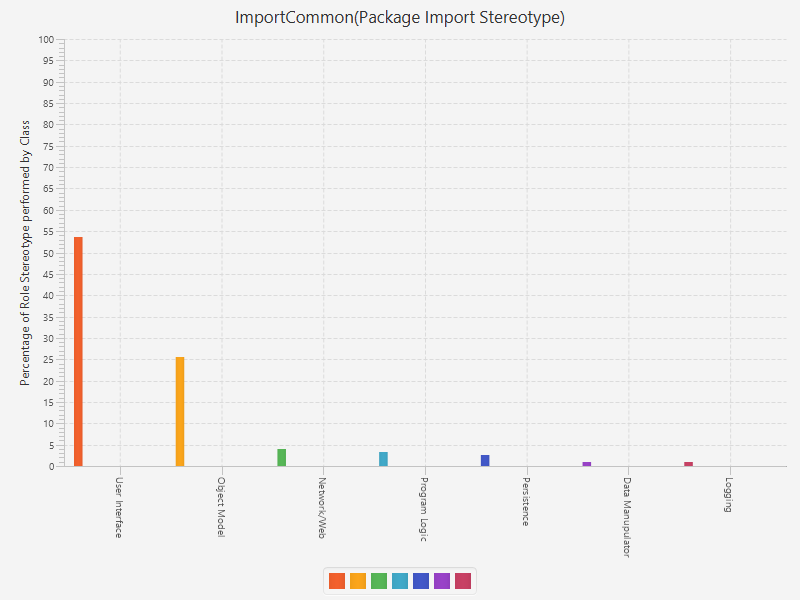 ImportCommon(Package Import Stereotype)
Percentage of Role Stereotype performed by Class
100
95
90
85
80
75
70
65
60
55
50
45
40
35
30
25
20
15
10
5
0
User Interface
Object Model
Network/Web
Program Logic
Persistence
Data Manupulator
Logging